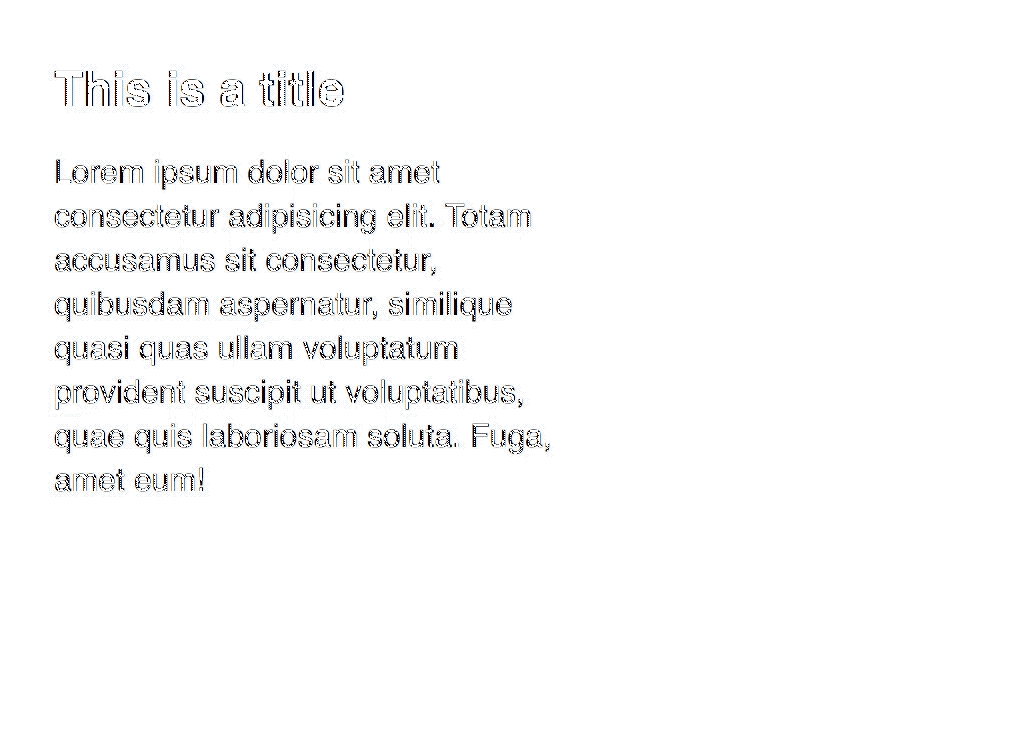 This is a title
Lorem ipsum dolor sit amet
consectetur adipisicing elit. Totam
accusamus sit consectetur,
quibusdam aspernatur, similique
quasi quas ullam voluptatum
provident suscipit ut voluptatibus,
quae quis laboriosam soluta. Fuga,
amet eum!